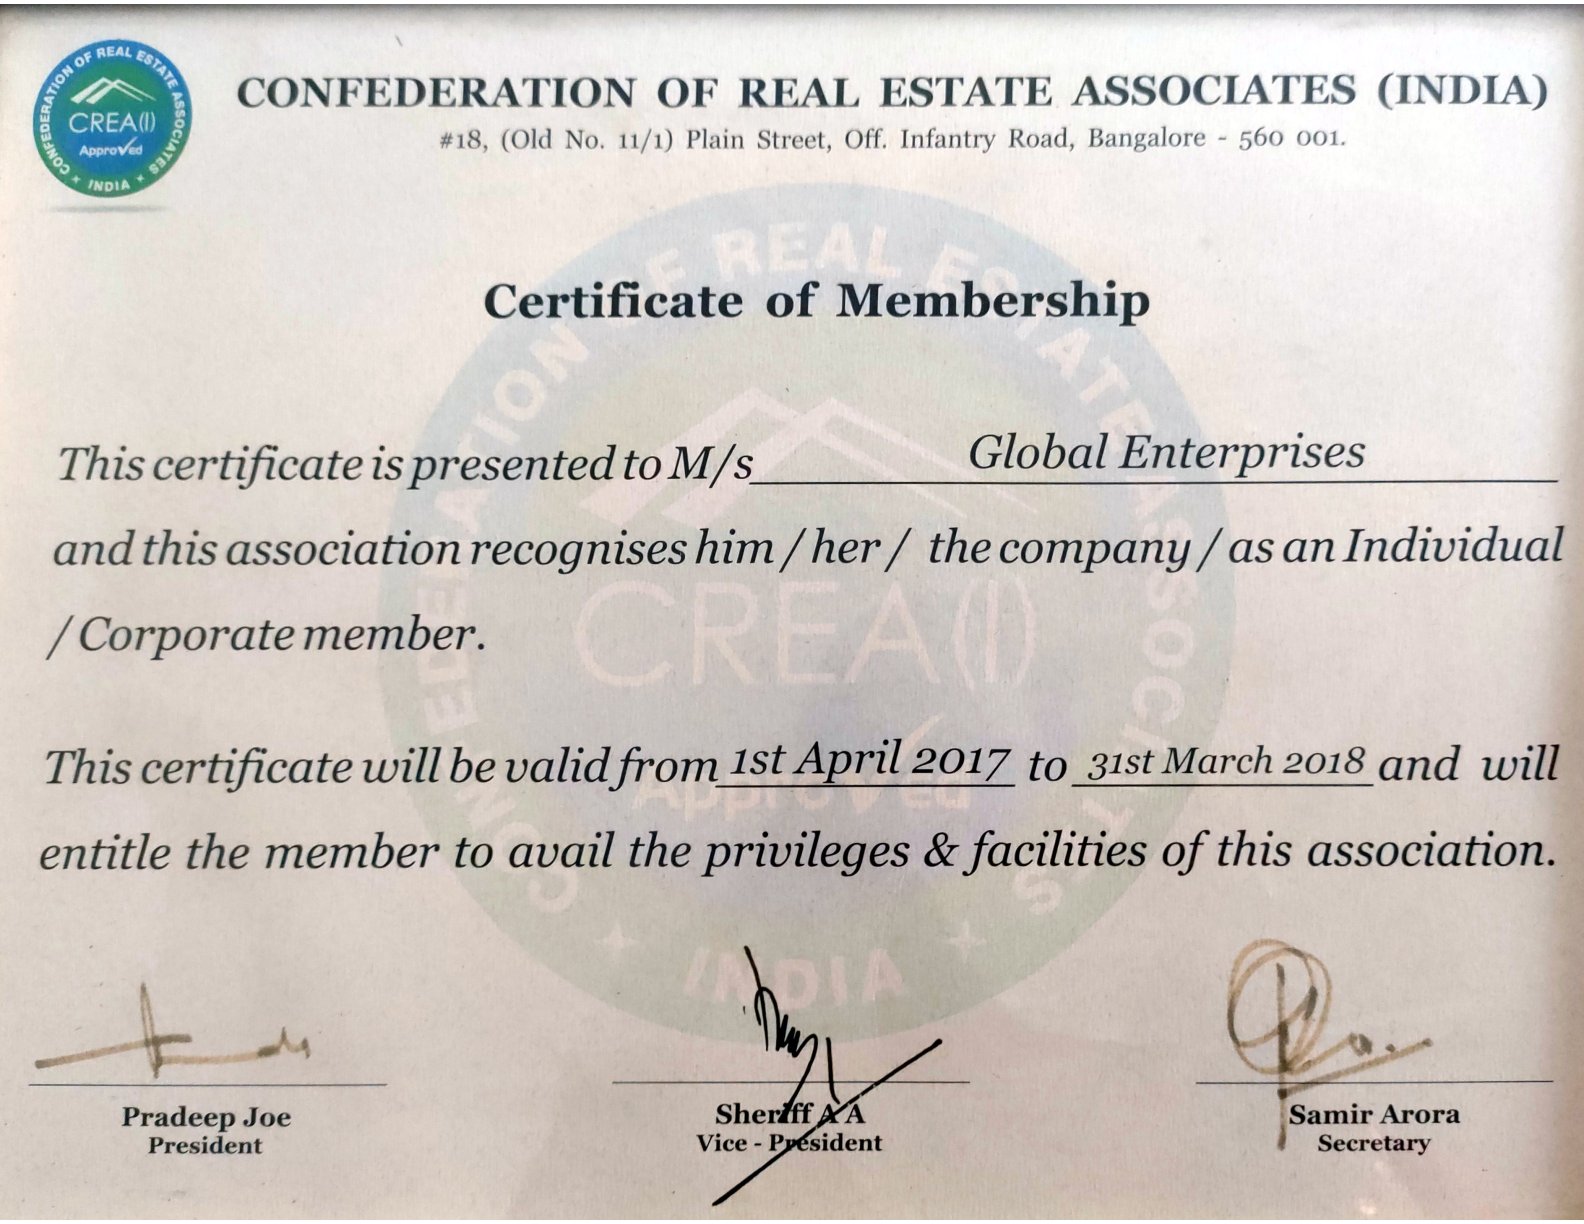 CONFEDERATION OF REAL ESTATE ASSOCIATES
CREA(I)
Approved
INDIA
CONFEDERATION OF REAL ESTATE ASSOCIATES (INDIA)
#18, (Old No. 11/1) Plain Street, Off. Infantry Road, Bangalore - 560 001.
Certificate of Membership
This certificate is presented to M/s Global Enterprises
and this association recognises him / her / the company / as an Individual
/ Corporate member.
This certificate will be valid from 1st April 2017 to 31st March 2018 and will
entitle the member to avail the privileges & facilities of this association.
CONFEDERATION OF REAL ESTATE ASSOCIATES
CREA(I)
Approved
INDIA
Pradeep Joe
President
Sheriff A A
Vice - President
Samir Arora
Secretary